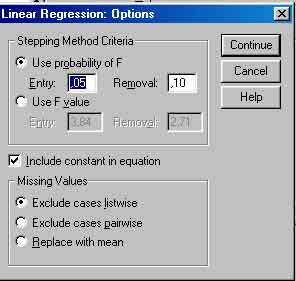 Linear Regression: Options
Stepping Method Criteria
Use probability of F
Entry: ,05 Removal: ,10
Use F value
Entry: 3,84 Removal: 2,71
Include constant in equation
Missing Values
Exclude cases listwise
Exclude cases pairwise
Replace with mean
Continue
Cancel
Help